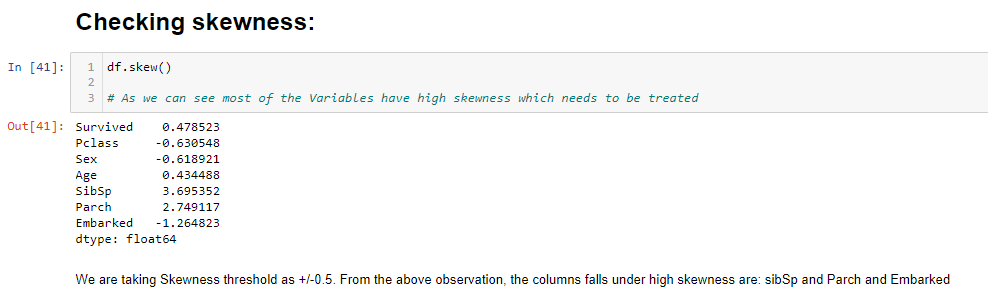 Checking skewness:
In [41]: 1 df.skew()
2
3 # As we can see most of the Variables have high skewness which needs to be treated
Out[41]: Survived 0.478523
Pclass -0.630548
Sex -0.618921
Age 0.434488
SibSp 3.695352
Parch 2.749117
Embarked -1.264823
dtype: float64
We are taking Skewness threshold as +/-0.5. From the above observation, the columns falls under high skewness are: sibSp and Parch and Embarked